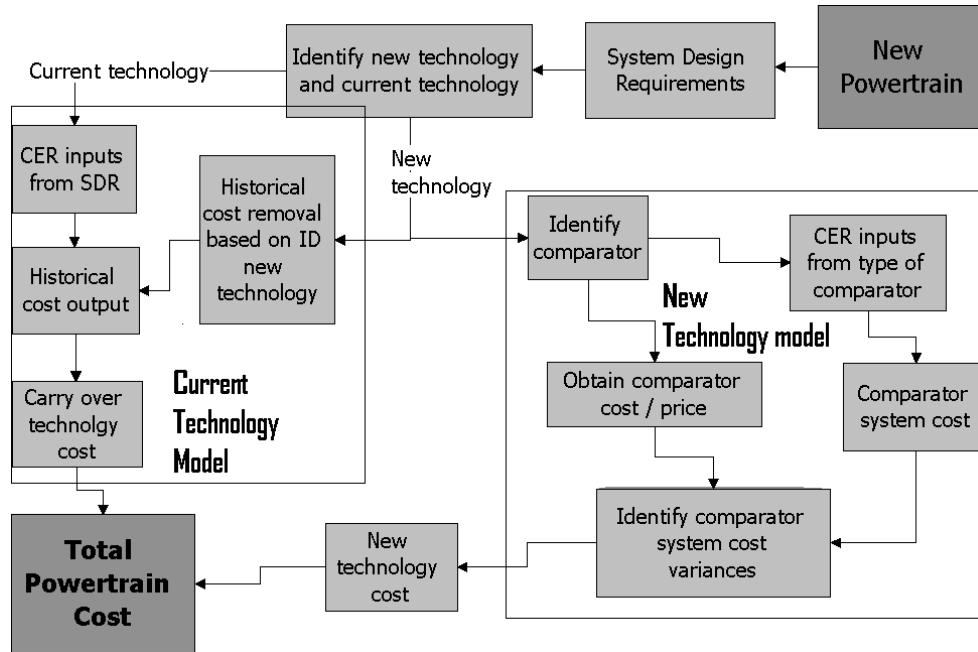 New
Powertrain
System Design
Requirements
Identify new technology
and current technology
Current technology
New
technology
CER inputs
from SDR
Historical
cost removal
based on ID
new
technology
Historical
cost output
Carry over
technolgy
cost
Current
Technology
Model
Identify
comparator
CER inputs
from type of
comparator
New
Technology model
Obtain comparator
cost / price
Comparator
system cost
Identify comparator
system cost
variances
New
technology
cost
Total
Powertrain
Cost